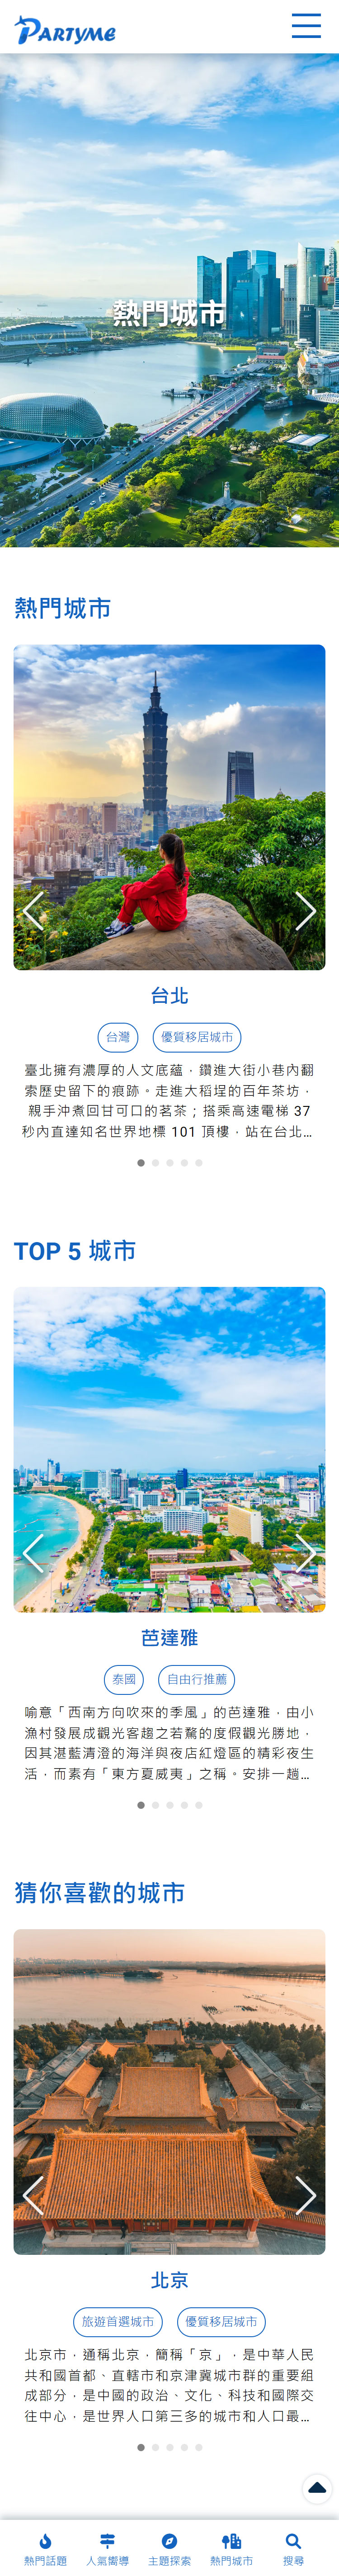 PARTYME
熱門城市
熱門城市
台北
台灣 優質移居城市
臺北擁有濃厚的人文底蘊，鑽進大街小巷內翻
索歷史留下的痕跡。走進大稻埕的百年茶坊，
親手沖煮回甘可口的茗茶；搭乘高速電梯 37
秒內直達知名世界地標 101 頂樓，站在台北...
TOP 5 城市
芭達雅
泰國 自由行推薦
喻意「西南方向吹來的季風」的芭達雅，由小
漁村發展成觀光客趨之若鶩的度假觀光勝地，
因其湛藍清澄的海洋與夜店紅燈區的精彩夜生
活，而素有「東方夏威夷」之稱。安排一趟...
猜你喜歡的城市
北京
旅遊首選城市 優質移居城市
北京市，通稱北京，簡稱「京」，是中華人民
共和國首都、直轄市和京津冀城市群的重要組
成部分，是中國的政治、文化、科技和國際交
往中心，是世界人口第三多的城市和人口最...
熱門話題 人氣嚮導 主題探索 熱門城市 搜尋